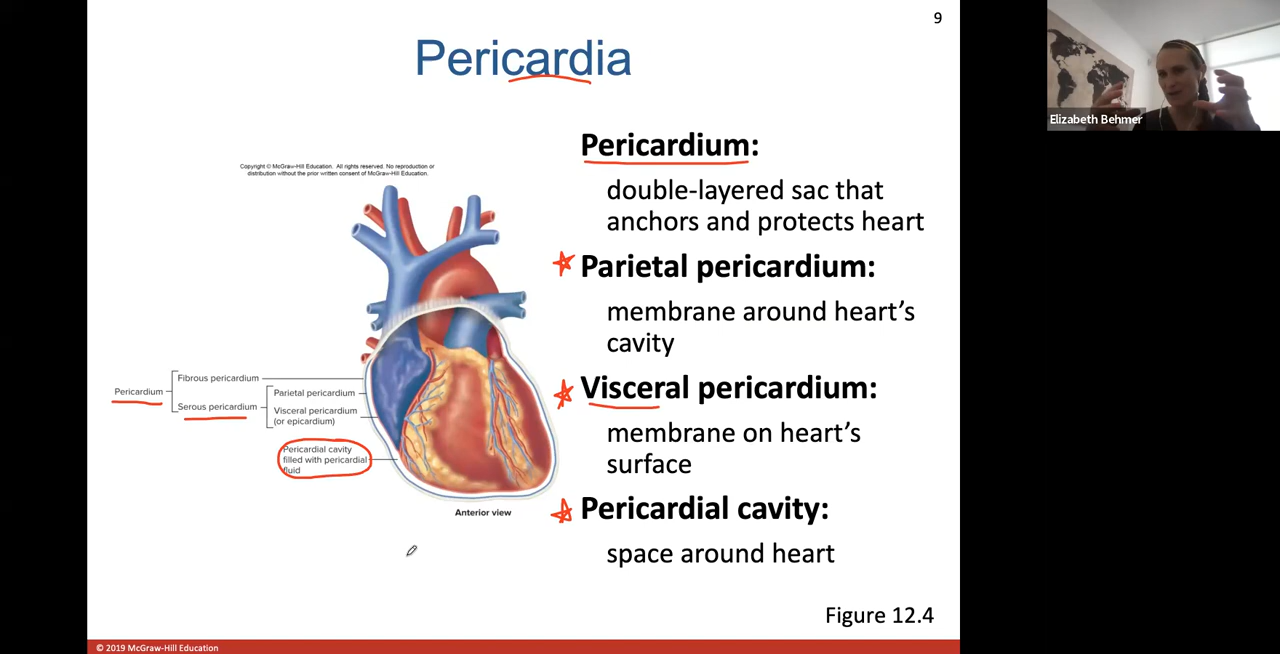 9
Pericardia
Elizabeth Behmer
Copyright © McGraw-Hill Education. All rights reserved. No reproduction or
distribution without the prior written consent of McGraw-Hill Education.
Pericardium
Fibrous pericardium
Serous pericardium
Parietal pericardium
Visceral pericardium
(or epicardium)
Pericardial cavity
filled with pericardial
fluid
Anterior view
Pericardium:
double-layered sac that
anchors and protects heart
Parietal pericardium:
membrane around heart’s
cavity
Visceral pericardium:
membrane on heart’s
surface
Pericardial cavity:
space around heart
Figure 12.4
© 2019 McGraw-Hill Education